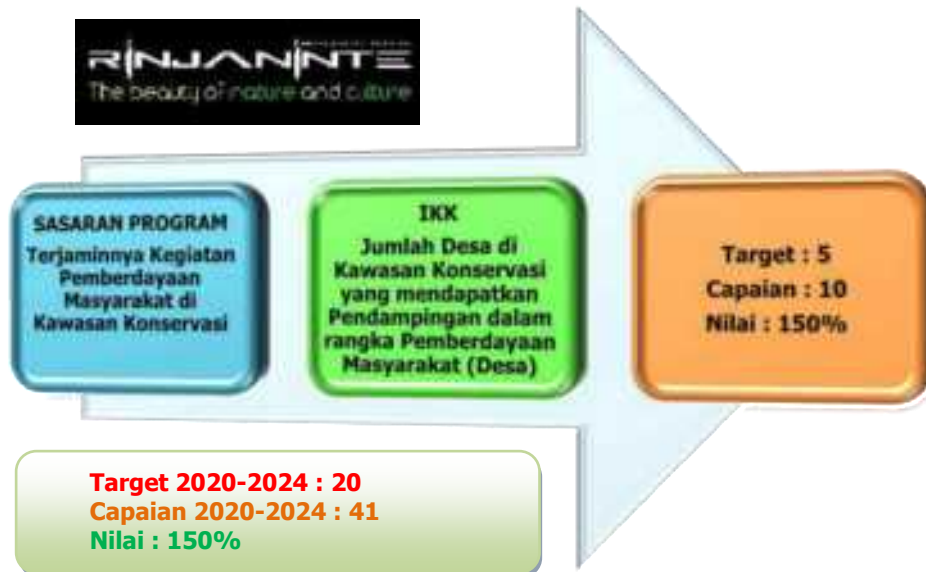 RINJANINTE
The beauty of nature and culture
SASARAN PROGRAM
Terjaminnya Kegiatan
Pemberdayaan
Masyarakat di
Kawasan Konservasi
IKK
Jumlah Desa di
Kawasan Konservasi
yang mendapatkan
Pendampingan dalam
rangka Pemberdayaan
Masyarakat (Desa)
Target : 5
Capaian : 10
Nilai : 150%
Target 2020-2024 : 20
Capaian 2020-2024 : 41
Nilai : 150%